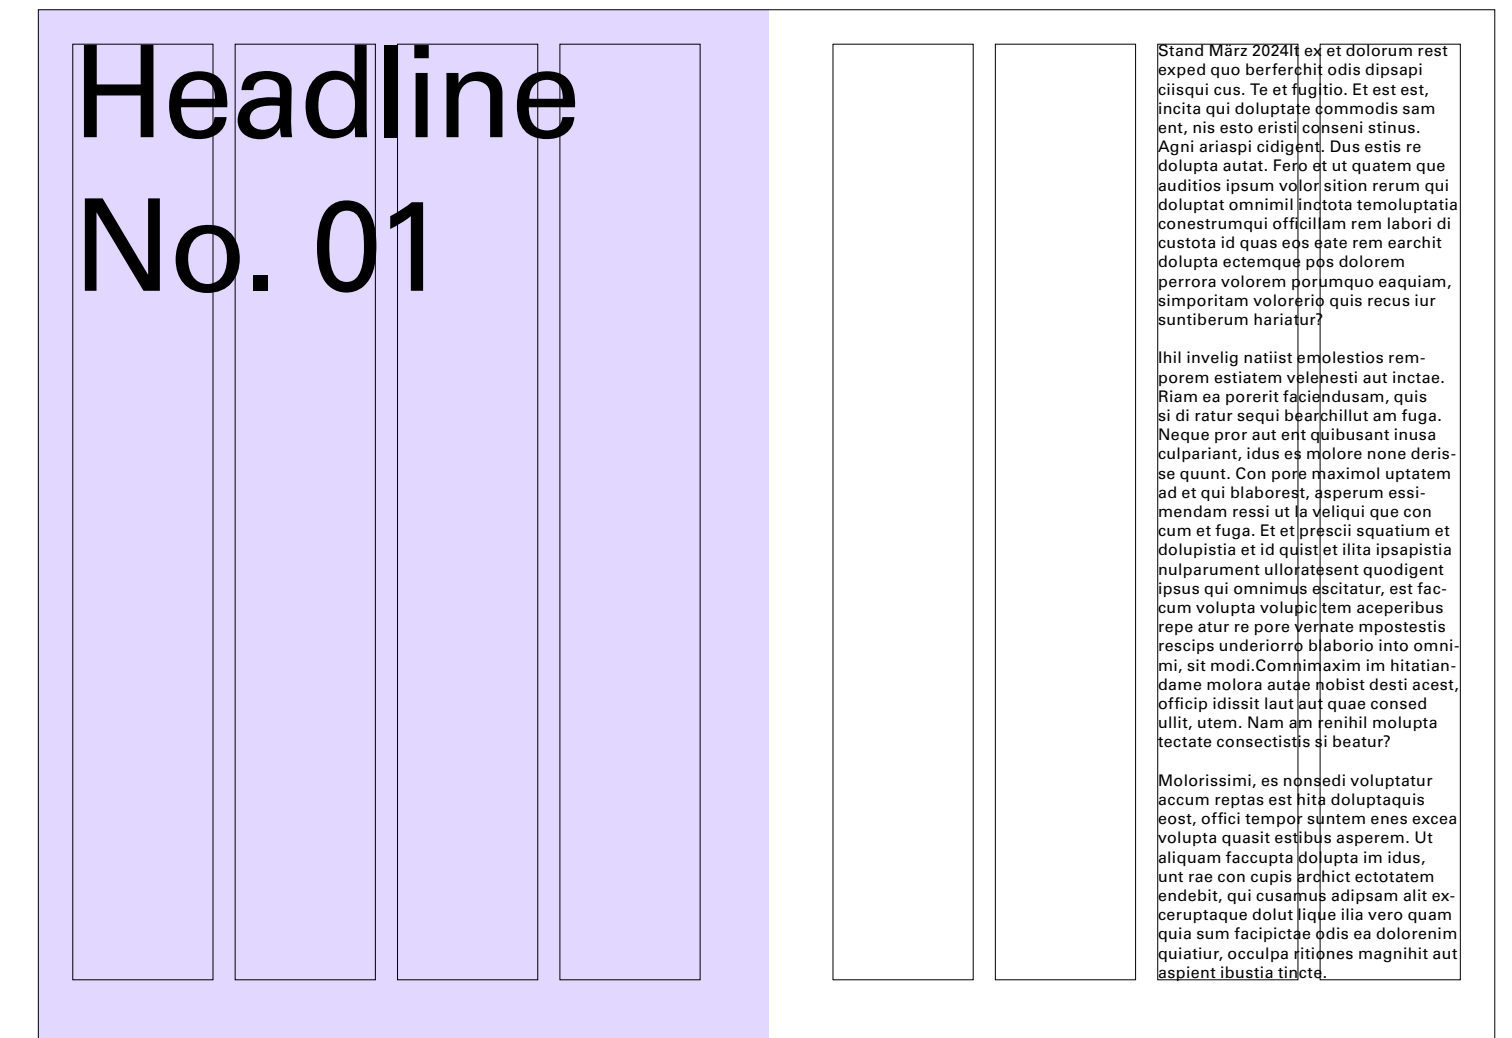 Headline
No. 01
Stand März 2024It ex et dolorum rest
exped quo berferchit odis dipsapi
ciisqui cus. Te et fugitio. Et est est,
incita qui doluptate commodis sam
ent, nis esto eristi conseni stinus.
Agni ariaspi cidigent. Dus estis re
dolupta autat. Fero et ut quatem que
auditios ipsum volor sition rerum qui
doluptat omnimil inctota temoluptatia
conestrumqui officillam rem labori di
custota id quas eos eate rem earchit
dolupta ectemque pos dolorem
perrora volorem porumquo eaquiam,
simporitam volorerio quis recus iur
suntiberum hariatur?
Ihil invelig natiist emolestios rem-
porem estiatem velenesti aut inctae.
Riam ea porerit faciendusam, quis
si di ratur sequi bearchillut am fuga.
Neque pror aut ent quibusant inusa
culpariant, idus es molore none deris-
se quunt. Con pore maximol uptatem
ad et qui blaborest, asperum essi-
mendam ressi ut la veliqui que con
cum et fuga. Et et prescii squatium et
dolupistia et id quist et ilita ipsapistia
nulparument ulloratesent quodigent
ipsus qui omnimus escitatur, est fac-
cum volupta volupic tem aceperibus
repe atur re pore vernate mpostestis
rescips underiorro blaborio into omni-
mi, sit modi.Comnimaxim im hitatian-
dame molora autae nobist desti acest,
officip idissit laut aut quae consed
ullit, utem. Nam am renihil molupta
tectate consectistis si beatur?
Molorissimi, es nonsedi voluptatur
accum reptas est hita doluptaquis
eost, offici tempor suntem enes excea
volupta quasit estibus asperem. Ut
aliquam faccupta dolupta im idus,
unt rae con cupis archict ectotatem
endebit, qui cusamus adipsam alit ex-
ceruptaque dolut lique ilia vero quam
quia sum facipictae odis ea dolorenim
quiatiur, occulpa ritiones magnihit aut
aspient ibustia tincte.